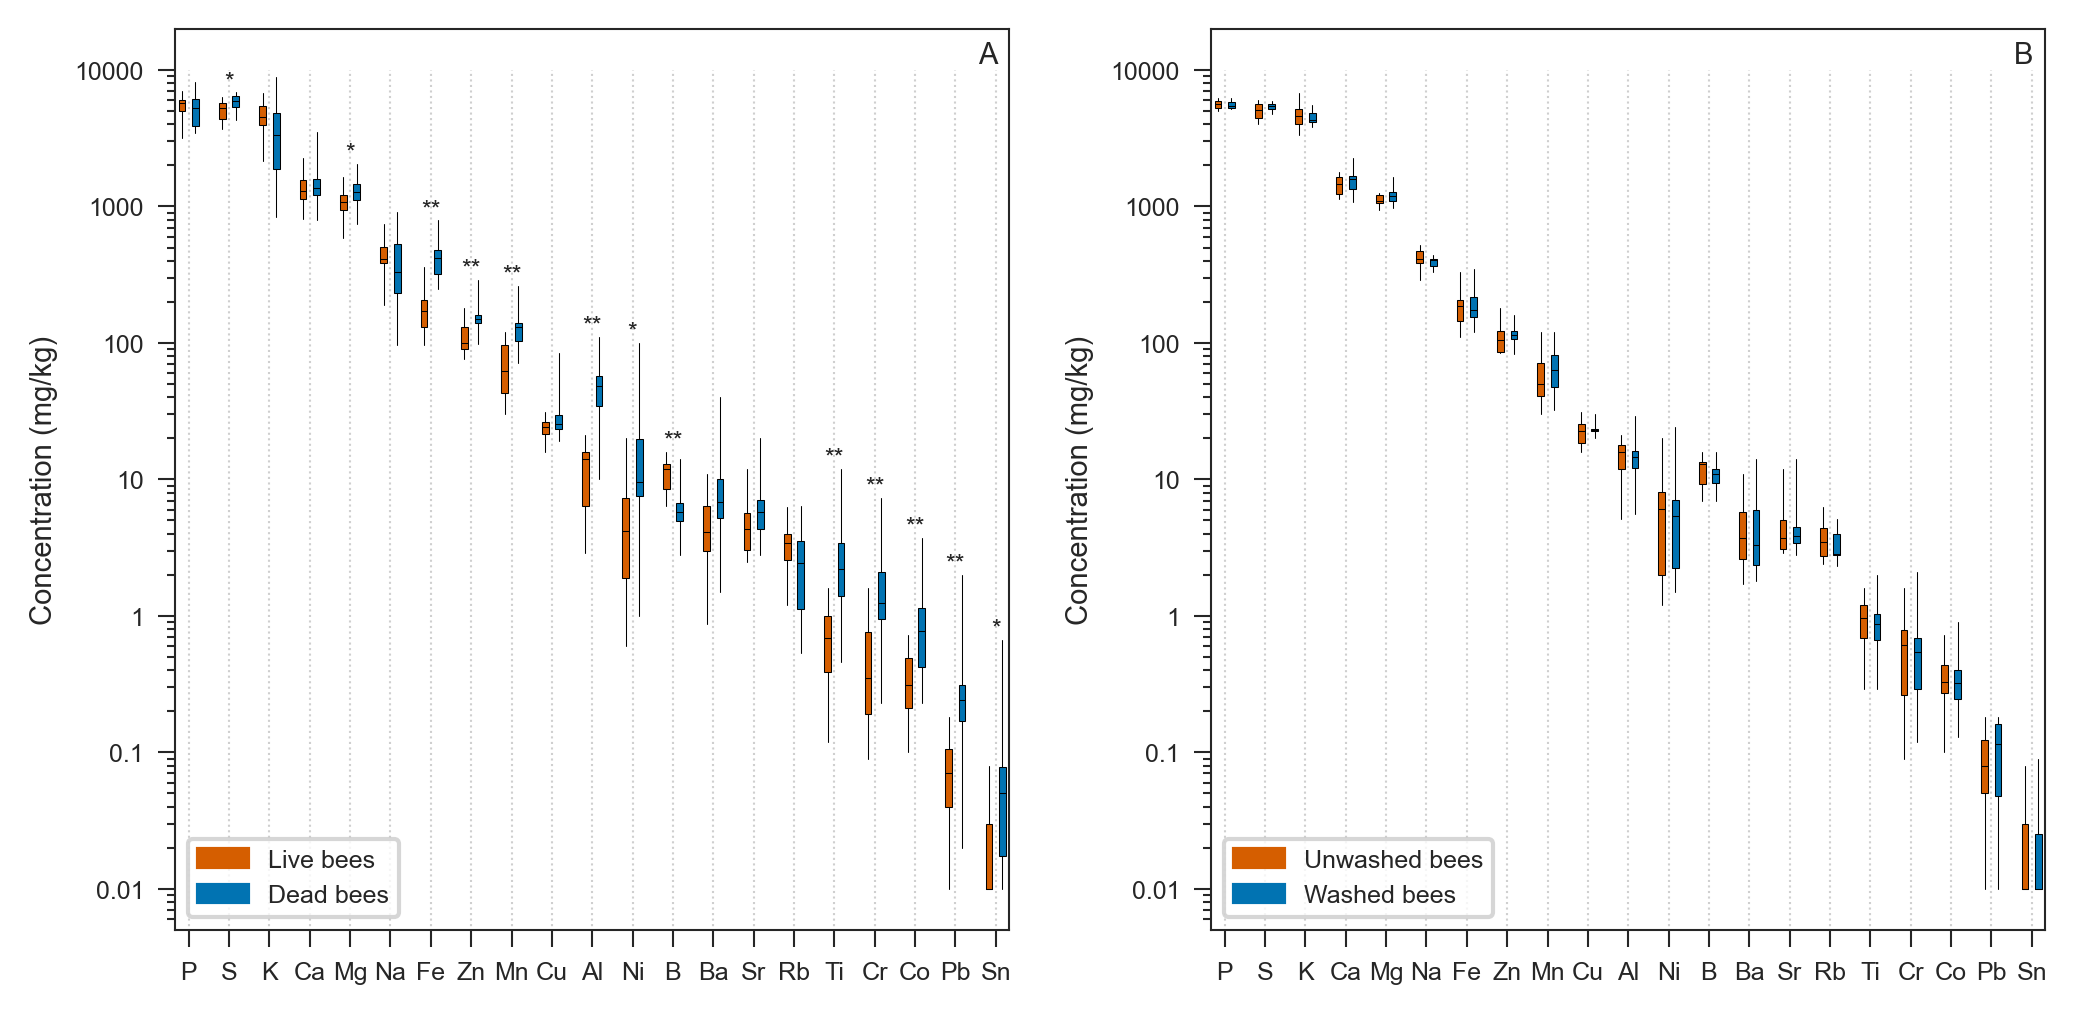 A
10000
1000
100
10
1
0.1
0.01
Concentration (mg/kg)
* * ** ** ** ** * ** ** ** ** ** *
Live bees
Dead bees
P S K Ca Mg Na Fe Zn Mn Cu Al Ni B Ba Sr Rb Ti Cr Co Pb Sn
B
10000
1000
100
10
1
0.1
0.01
Concentration (mg/kg)
Unwashed bees
Washed bees
P S K Ca Mg Na Fe Zn Mn Cu Al Ni B Ba Sr Rb Ti Cr Co Pb Sn